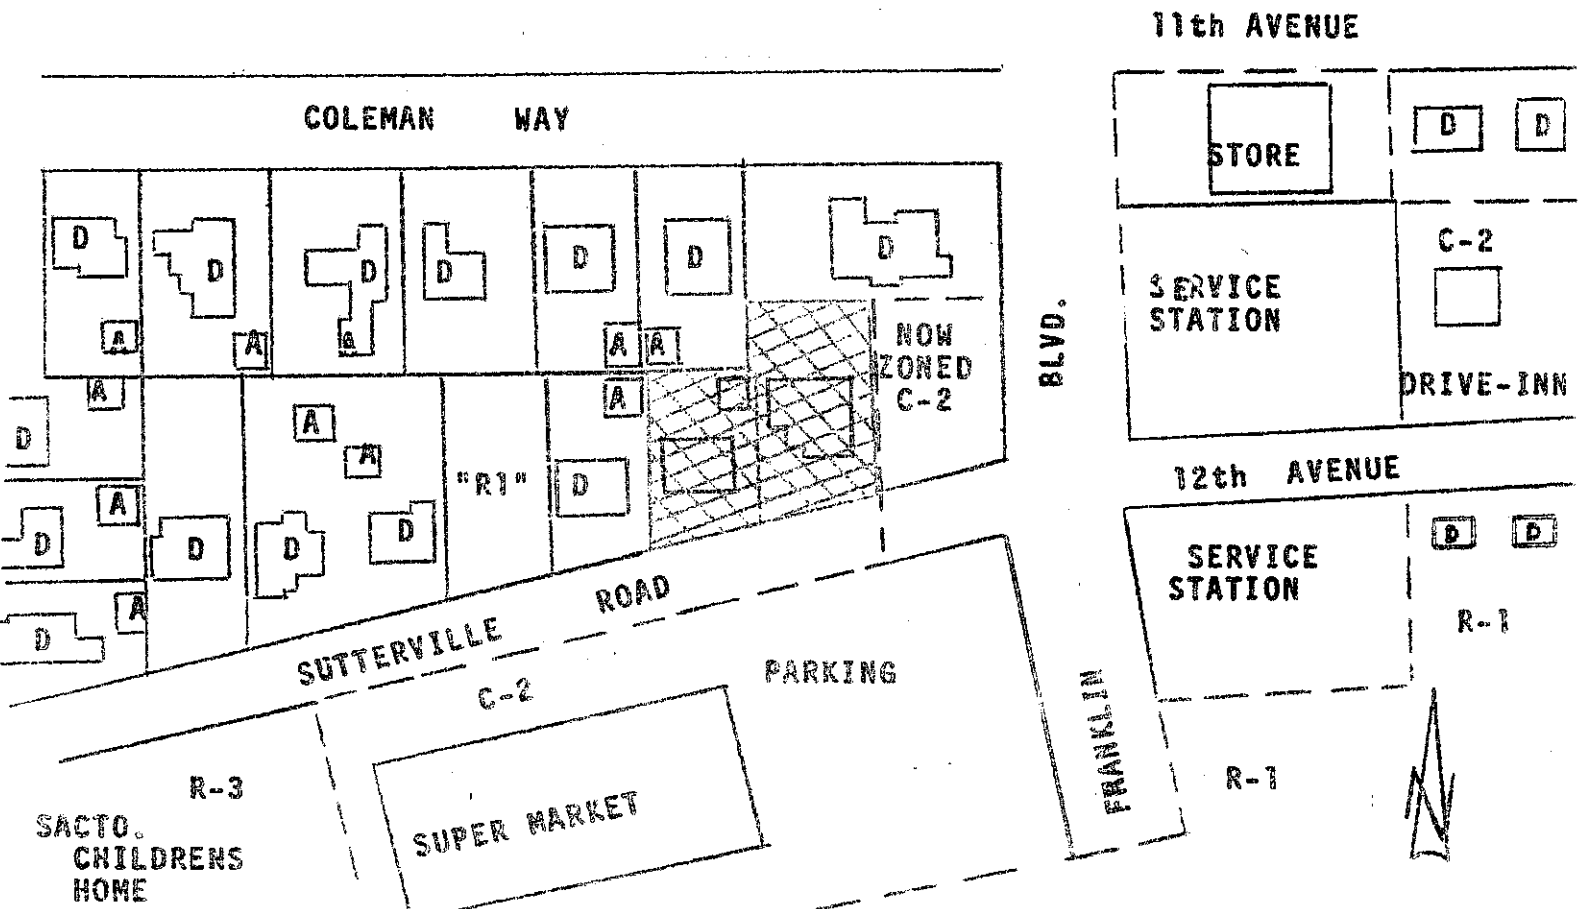 11th AVENUE
COLEMAN WAY
D
D
STORE
D
D
D
D
D
D
D
C-2
SERVICE
STATION
BLVD.
NOW
ZONED
C-2
A
A
A
A
A
DRIVE-INN
A
A
A
A
D
12th AVENUE
"R1"
D
A
D
D
D
D
D
D
SERVICE
STATION
R-1
A
D
SUTTERVILLE ROAD
C-2
PARKING
FRANKLIN
R-3
R-1
SACTO.
CHILDRENS
HOME
SUPER MARKET
N